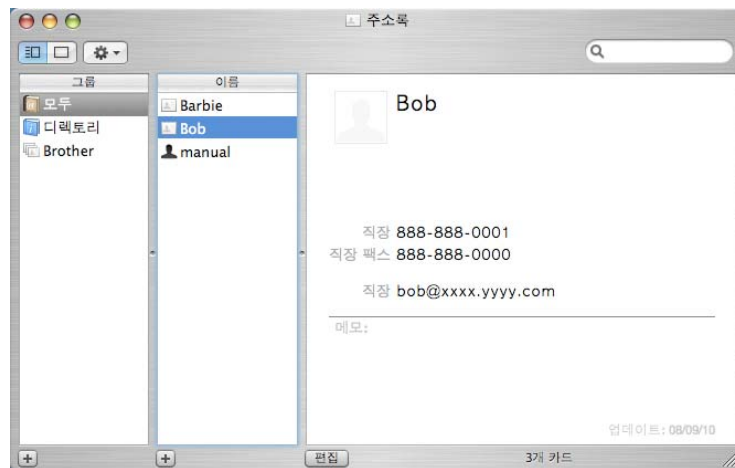 주소록
그룹
모두
디렉토리
Brother
이름
Barbie
Bob
manual
Bob
직장 888-888-0001
직장 팩스 888-888-0000
직장 bob@xxxx.yyyy.com
메모:
업데이트: 08/09/10
편집
3개 카드